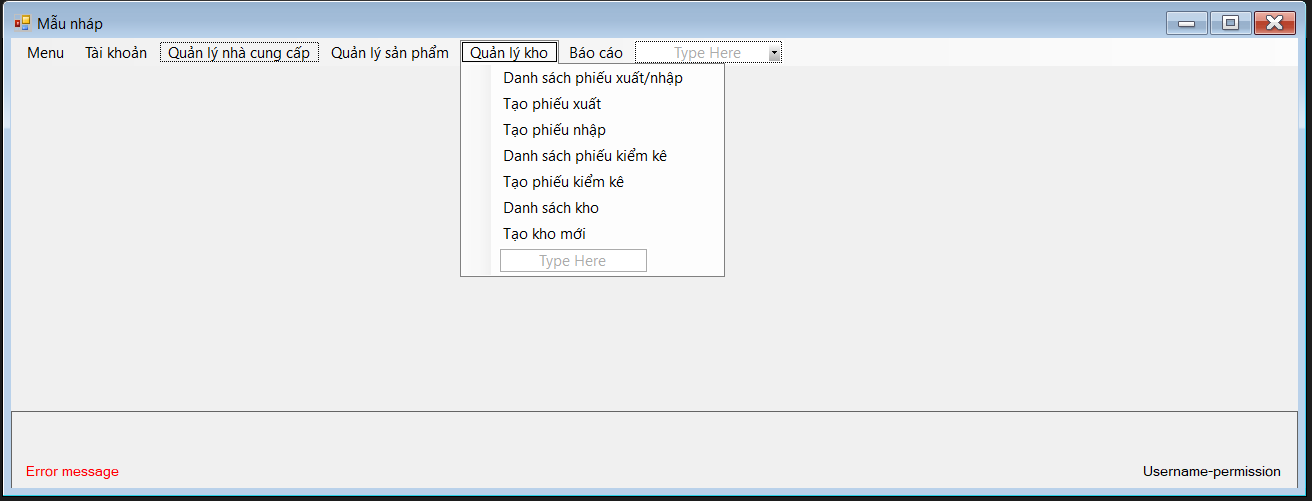 Mẫu nháp
Menu Tài khoản Quản lý nhà cung cấp Quản lý sản phẩm Quản lý kho Báo cáo Type Here
Danh sách phiếu xuất/nhập
Tạo phiếu xuất
Tạo phiếu nhập
Danh sách phiếu kiểm kê
Tạo phiếu kiểm kê
Danh sách kho
Tạo kho mới
Type Here
Error message Username-permission